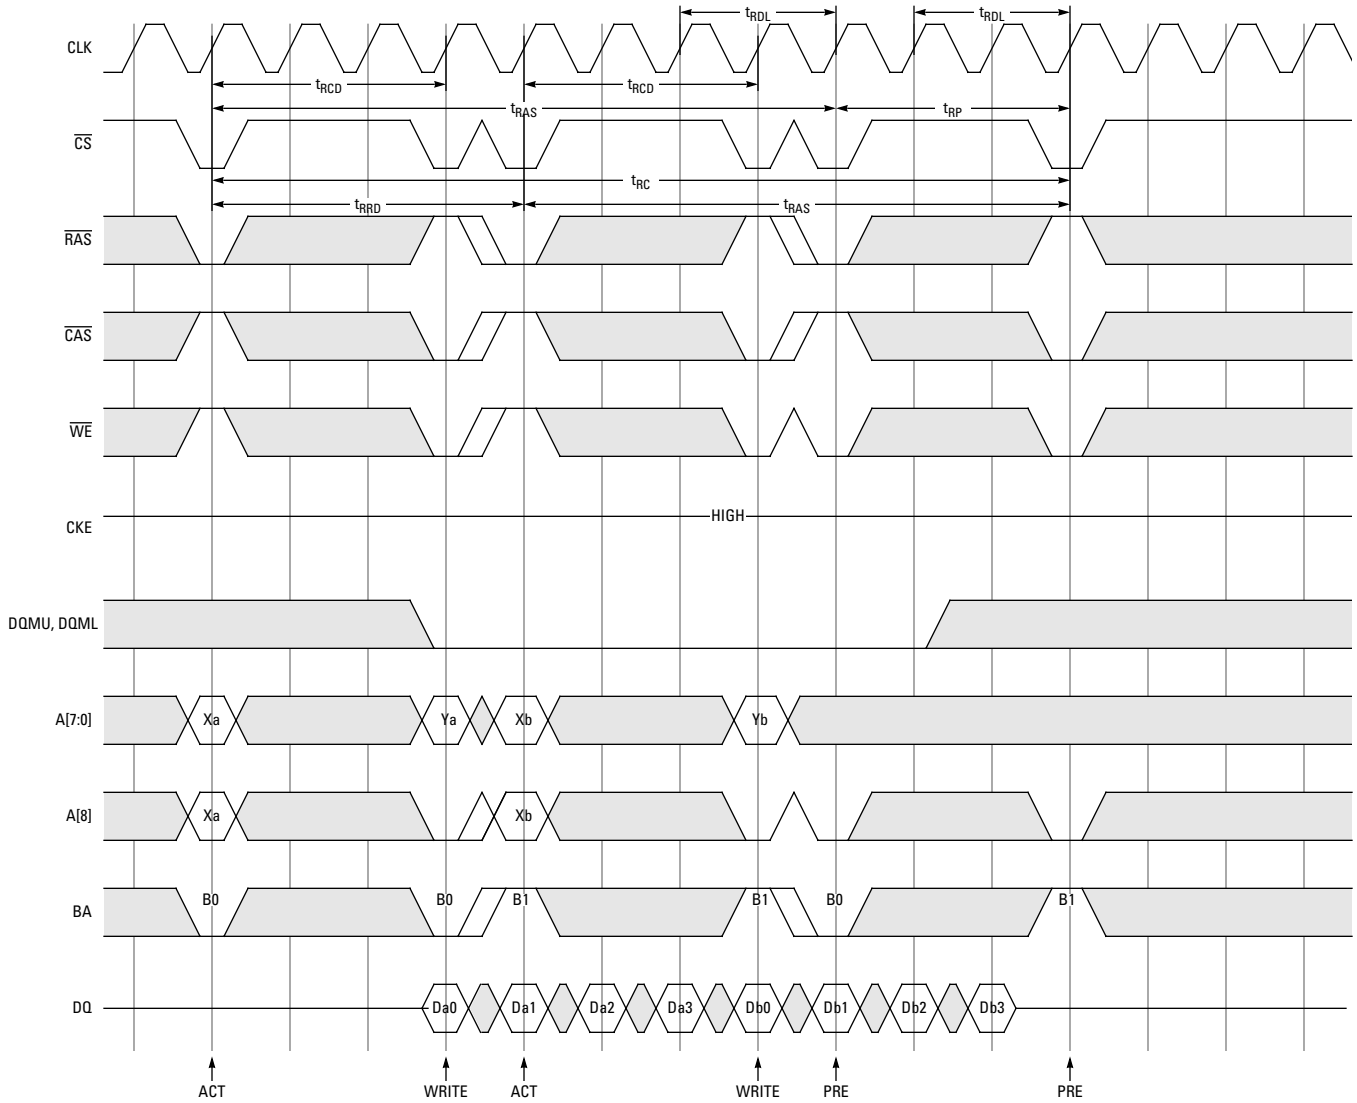 tRDL tRDL
CLK
tRCD tRCD
tRAS tRP
CS
tRC
tRRD tRAS
RAS
CAS
WE
CKE HIGH
DQMU, DQML
A[7:0] Xa Ya Xb Yb
A[8] Xa Xb
BA B0 B0 B1 B1 B0 B1
DQ Da0 Da1 Da2 Da3 Db0 Db1 Db2 Db3
ACT WRITE ACT WRITE PRE PRE